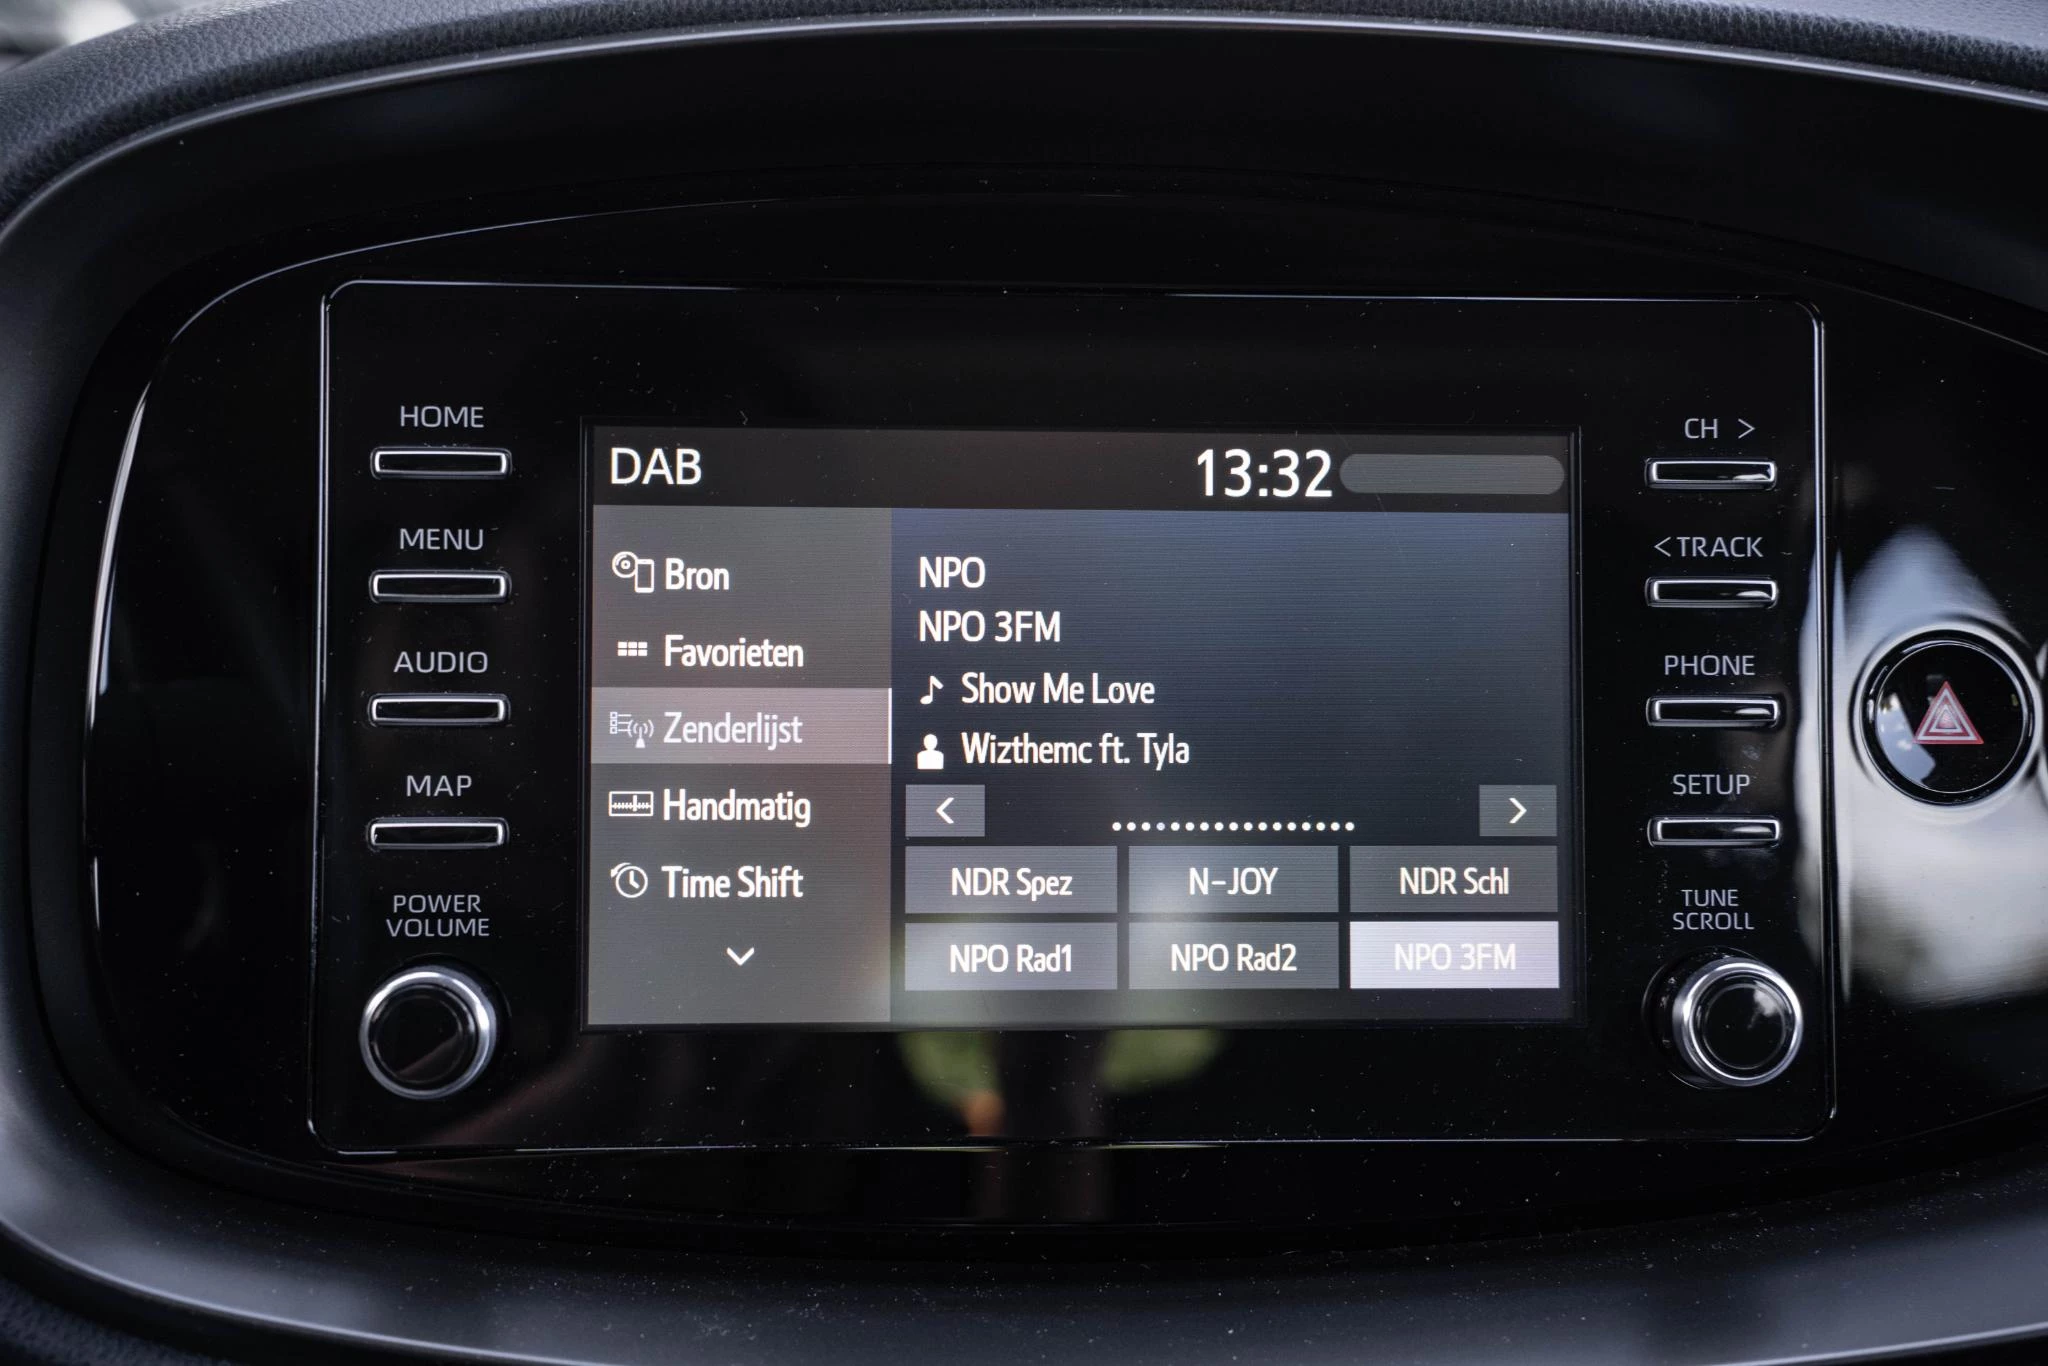 HOME
MENU
AUDIO
MAP
POWER
VOLUME
DAB
13:32
Bron
Favorieten
Zenderlijst
Handmatig
Time Shift
NPO
NPO 3FM
Show Me Love
Wizthemc ft. Tyla
<
>
NDR Spez
N-JOY
NDR Schl
NPO Rad1
NPO Rad2
NPO 3FM
CH >
< TRACK
PHONE
SETUP
TUNE
SCROLL